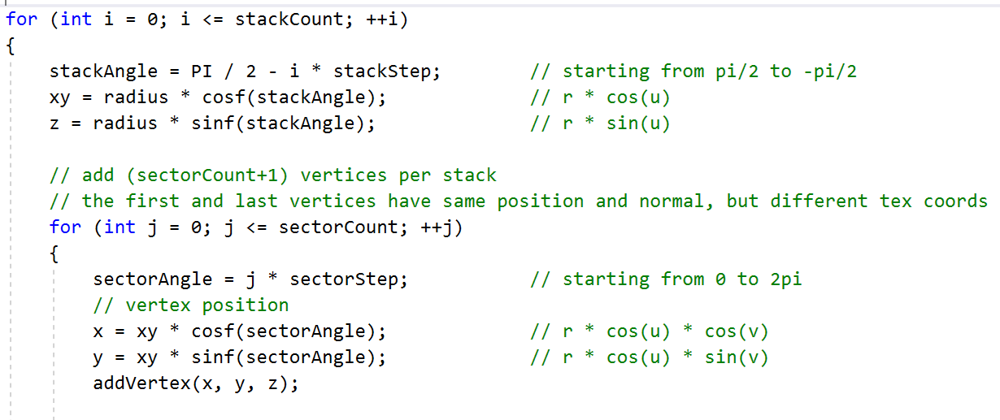 for (int i = 0; i <= stackCount; ++i)
{
stackAngle = PI / 2 - i * stackStep; // starting from pi/2 to -pi/2
xy = radius * cosf(stackAngle); // r * cos(u)
z = radius * sinf(stackAngle); // r * sin(u)
// add (sectorCount+1) vertices per stack
// the first and last vertices have same position and normal, but different tex coords
for (int j = 0; j <= sectorCount; ++j)
{
sectorAngle = j * sectorStep; // starting from 0 to 2pi
// vertex position
x = xy * cosf(sectorAngle); // r * cos(u) * cos(v)
y = xy * sinf(sectorAngle); // r * cos(u) * sin(v)
addVertex(x, y, z);